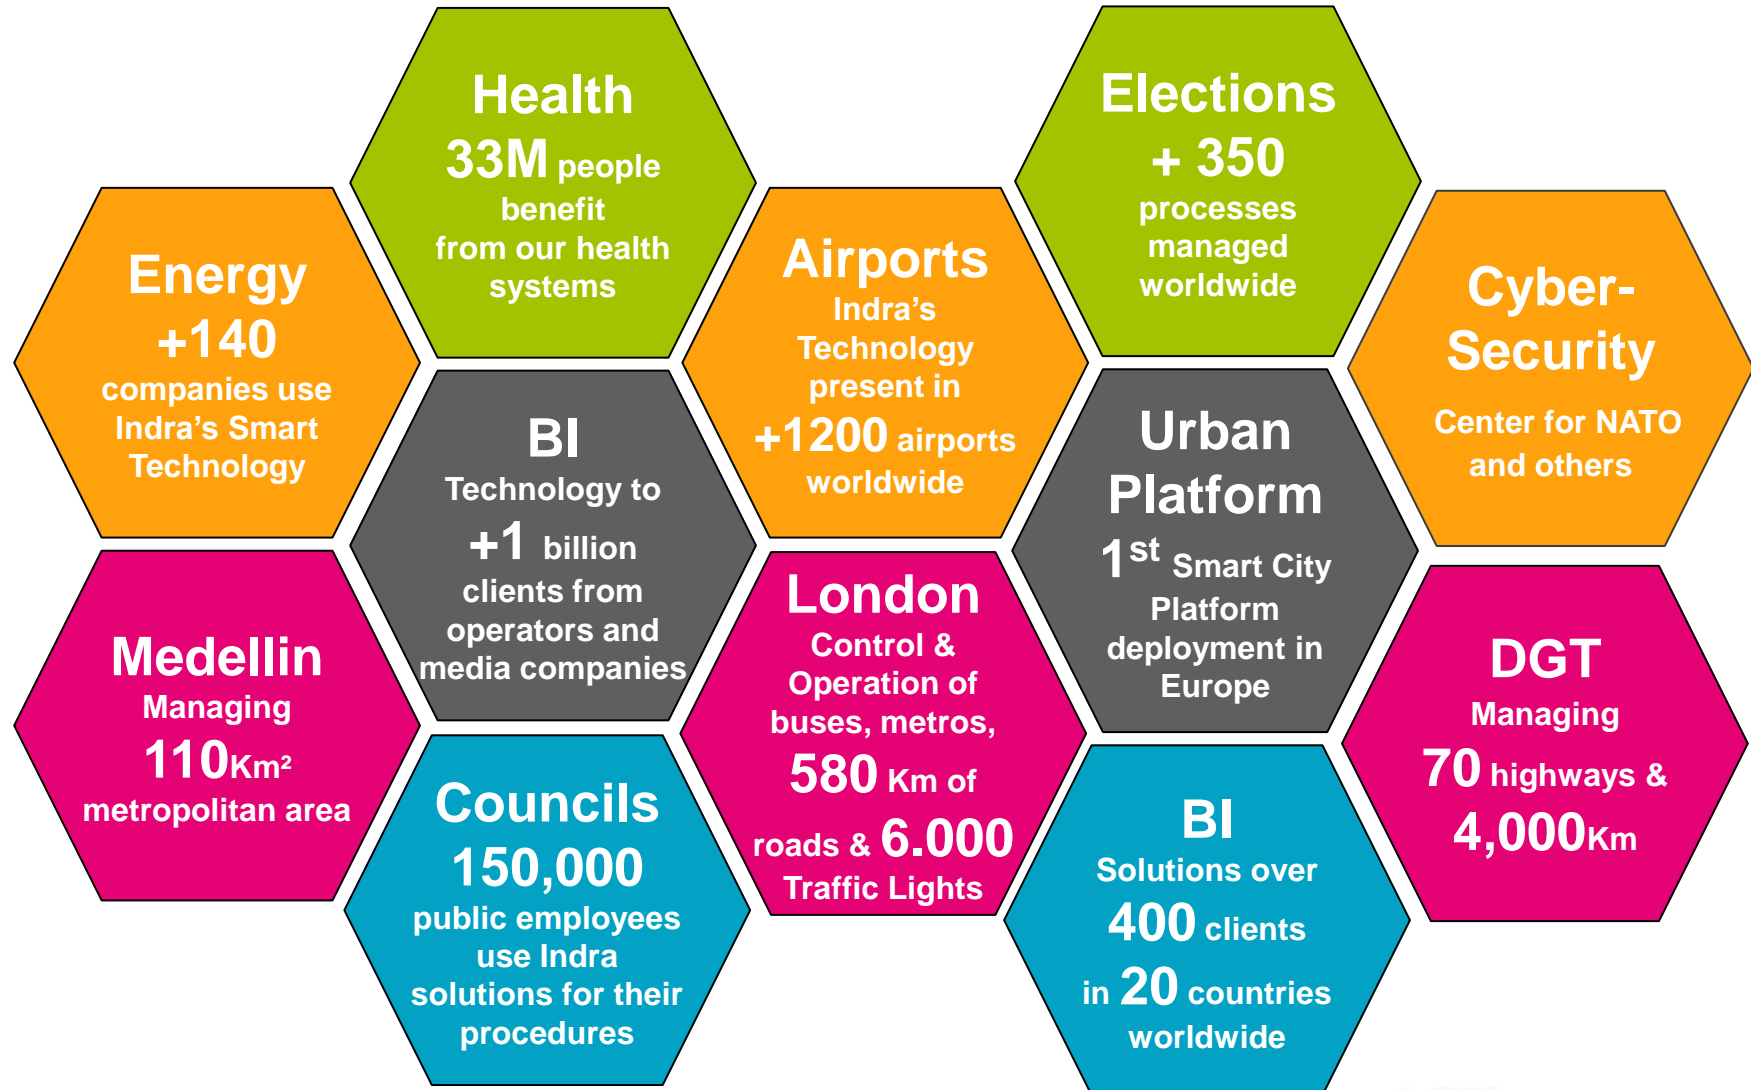 Health
33M people
benefit
from our health
systems
Elections
+ 350
processes
managed
worldwide
Energy
+140
companies use
Indra’s Smart
Technology
Airports
Indra’s
Technology
present in
+1200 airports
worldwide
Cyber-
Security
Center for NATO
and others
BI
Technology to
+1 billion
clients from
operators and
media companies
Urban
Platform
1st Smart City
Platform
deployment in
Europe
Medellin
Managing
110Km²
metropolitan area
London
Control &
Operation of
buses, metros,
580 Km of
roads & 6.000
Traffic Lights
DGT
Managing
70 highways &
4,000Km
Councils
150,000
public employees
use Indra
solutions for their
procedures
BI
Solutions over
400 clients
in 20 countries
worldwide